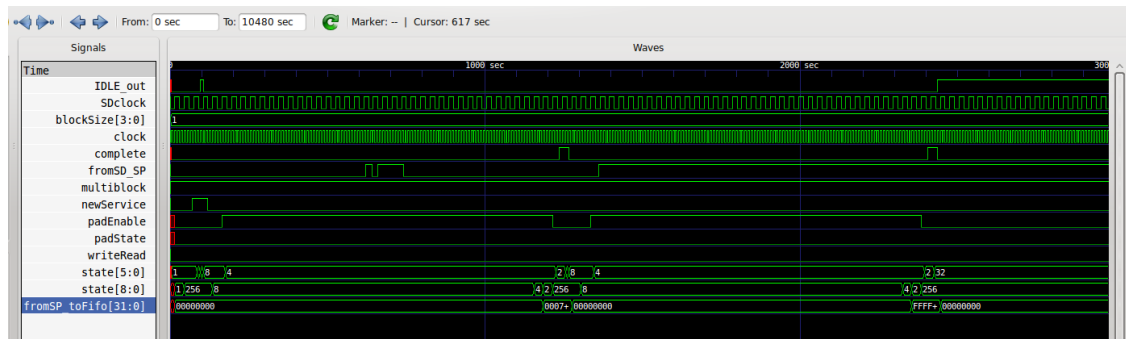 From: 0 sec To: 10480 sec Marker: -- | Cursor: 617 sec
Signals Waves
Time 0 1000 sec 2000 sec 300
IDLE_out
SDclock
blockSize[3:0] 1
clock
complete
fromSD_SP
multiblock
newService
padEnable
padState
writeRead
state[5:0] 1 8 4 2 8 4 2 32
state[8:0] 1 256 8 4 2 256 8 4 2 256
fromSP_toFifo[31:0] 00000000 0007+ 00000000 FFFF+ 00000000